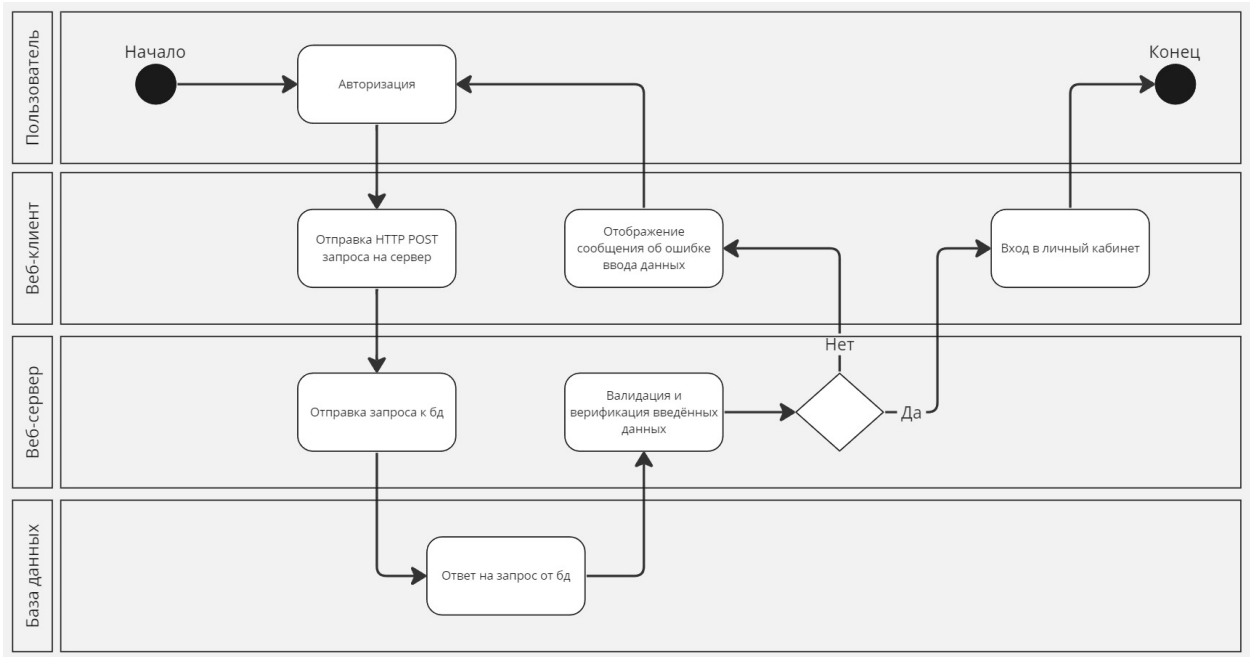 Пользователь
Начало
Авторизация
Конец
Веб-клиент
Отправка HTTP POST
запроса на сервер
Отображение
сообщения об ошибке
ввода данных
Вход в личный кабинет
Веб-сервер
Отправка запроса к бд
Валидация и
верификация введённых
данных
Нет
Да
База данных
Ответ на запрос от бд